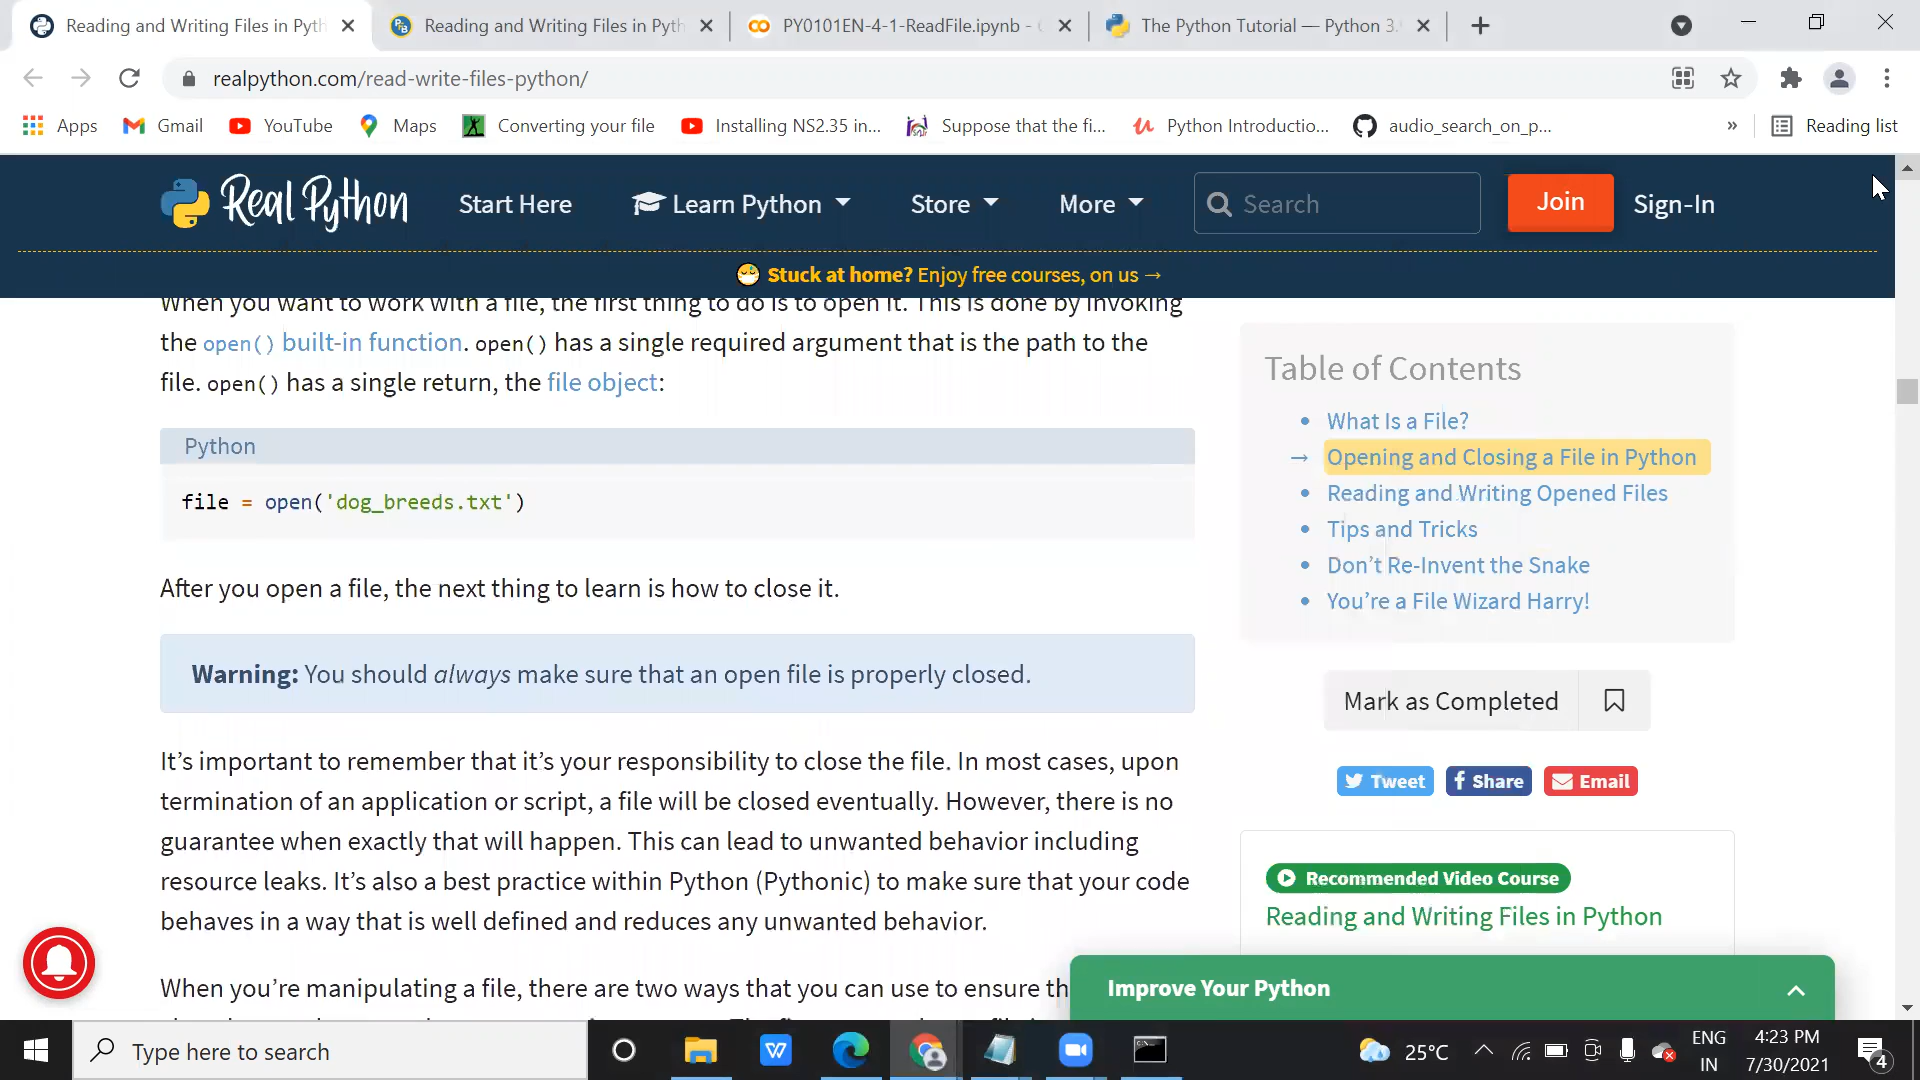 Reading and Writing Files in Pyth
Reading and Writing Files in Pyth
PY0101EN-4-1-ReadFile.ipynb -
The Python Tutorial — Python 3.
realpython.com/read-write-files-python/
Apps
Gmail
YouTube
Maps
Converting your file
Installing NS2.35 in...
Suppose that the fi...
Python Introductio...
audio_search_on_p...
»
Reading list
Real Python
Start Here
Learn Python
Store
More
Search
Join
Sign-In
Stuck at home? Enjoy free courses, on us →
When you want to work with a file, the first thing to do is to open it. This is done by invoking
the open() built-in function. open() has a single required argument that is the path to the
file. open() has a single return, the file object:
Python
file = open('dog_breeds.txt')
After you open a file, the next thing to learn is how to close it.
Warning: You should always make sure that an open file is properly closed.
It’s important to remember that it’s your responsibility to close the file. In most cases, upon
termination of an application or script, a file will be closed eventually. However, there is no
guarantee when exactly that will happen. This can lead to unwanted behavior including
resource leaks. It’s also a best practice within Python (Pythonic) to make sure that your code
behaves in a way that is well defined and reduces any unwanted behavior.
When you’re manipulating a file, there are two ways that you can use to ensure th
Table of Contents
• What Is a File?
→ Opening and Closing a File in Python
• Reading and Writing Opened Files
• Tips and Tricks
• Don’t Re-Invent the Snake
• You’re a File Wizard Harry!
Mark as Completed
Tweet
Share
Email
Recommended Video Course
Reading and Writing Files in Python
Improve Your Python
Type here to search
25°C
ENG
IN
4:23 PM
7/30/2021
4